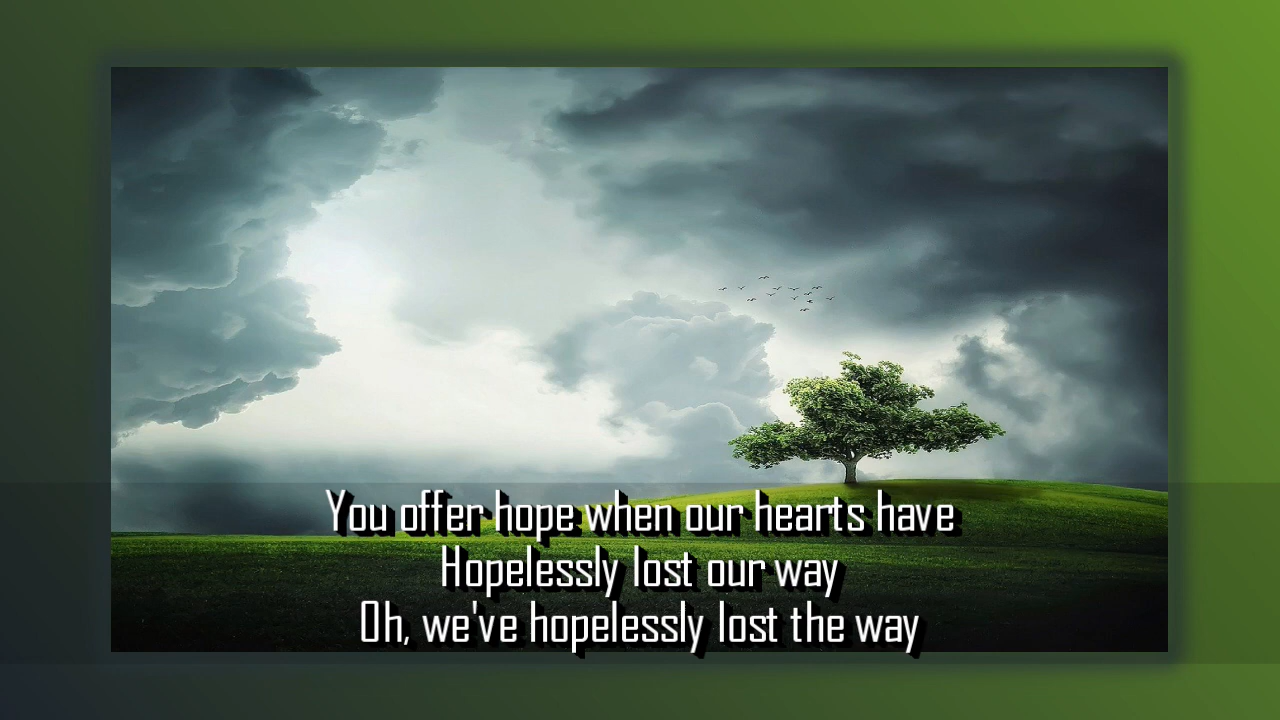 You offer hope when our hearts have
Hopelessly lost our way
Oh, we've hopelessly lost the way